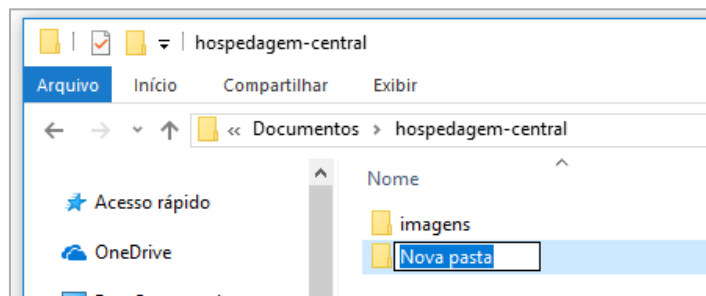 hospedagem-central
Arquivo Início Compartilhar Exibir
« Documentos > hospedagem-central
Nome
Acesso rápido
imagens
OneDrive
Nova pasta